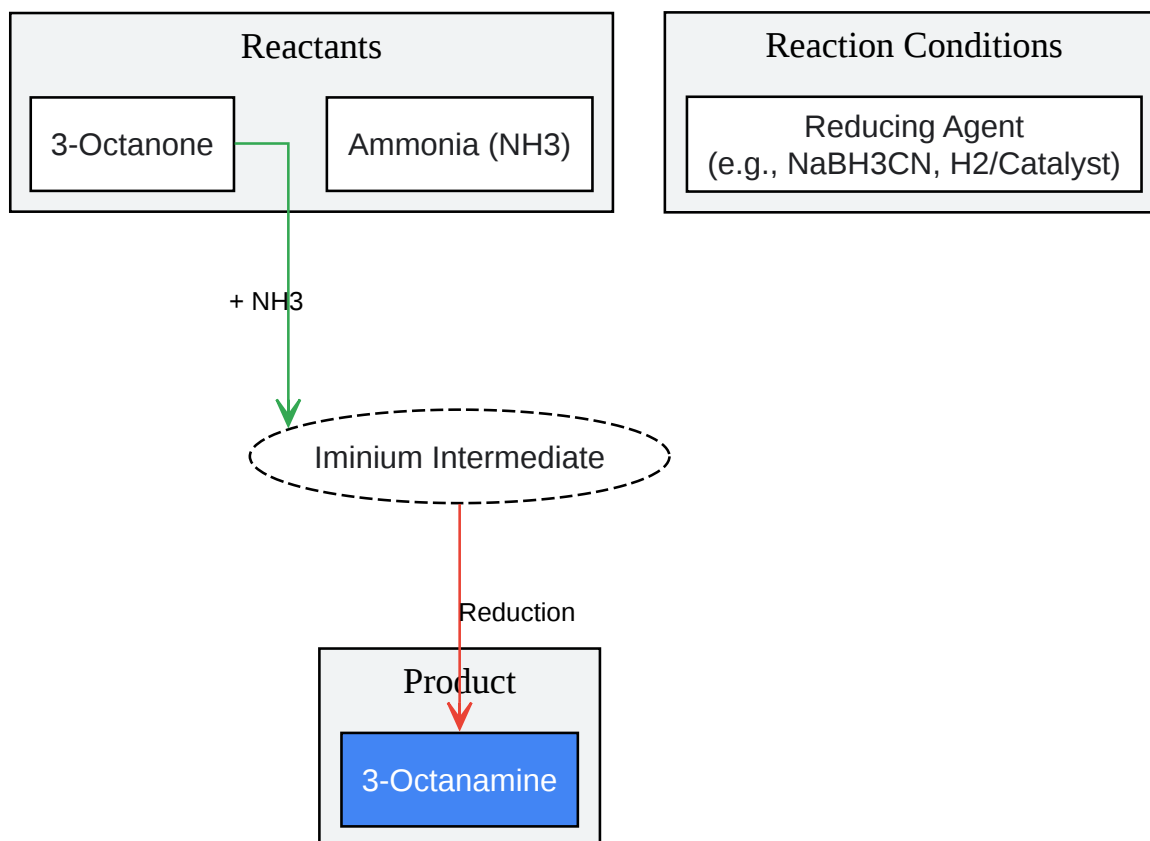 Reactants
3-Octanone
Ammonia (NH3)
Reaction Conditions
Reducing Agent
(e.g., NaBH3CN, H2/Catalyst)
+ NH3
Iminium Intermediate
Reduction
Product
3-Octanamine